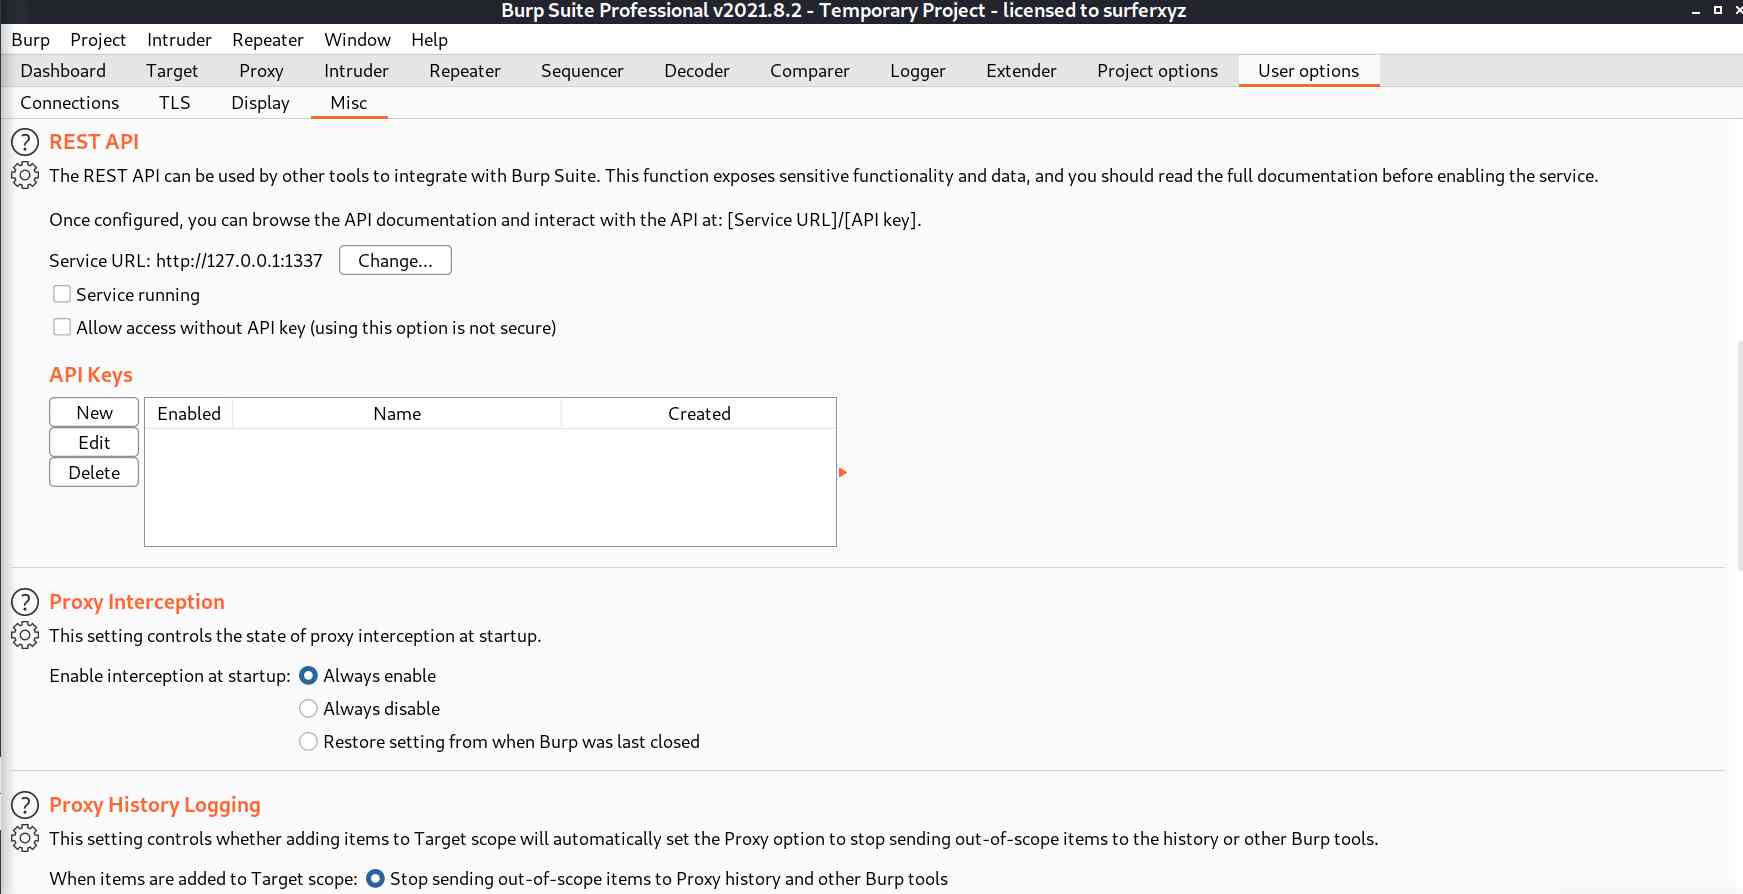 Burp Suite Professional v2021.8.2 - Temporary Project - licensed to surferxyz
Burp Project Intruder Repeater Window Help
Dashboard Target Proxy Intruder Repeater Sequencer Decoder Comparer Logger Extender Project options User options
Connections TLS Display Misc
REST API
The REST API can be used by other tools to integrate with Burp Suite. This function exposes sensitive functionality and data, and you should read the full documentation before enabling the service.
Once configured, you can browse the API documentation and interact with the API at: [Service URL]/[API key].
Service URL: http://127.0.0.1:1337 Change...
Service running
Allow access without API key (using this option is not secure)
API Keys
New Enabled Name Created
Edit
Delete
Proxy Interception
This setting controls the state of proxy interception at startup.
Enable interception at startup: Always enable
Always disable
Restore setting from when Burp was last closed
Proxy History Logging
This setting controls whether adding items to Target scope will automatically set the Proxy option to stop sending out-of-scope items to the history or other Burp tools.
When items are added to Target scope: Stop sending out-of-scope items to Proxy history and other Burp tools